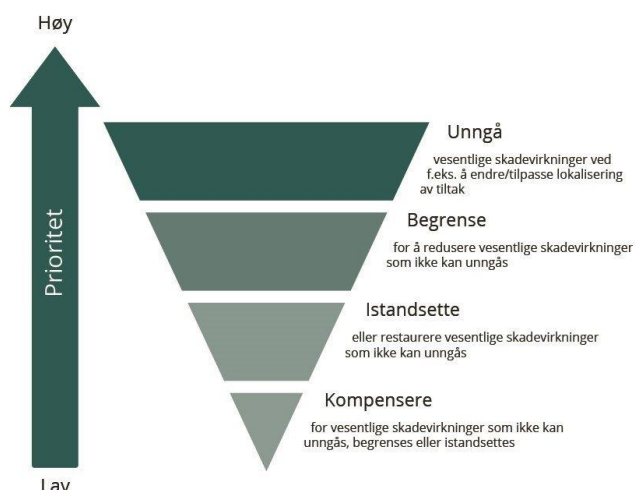 Høy
Prioritet
Unngå
vesentlige skadevirkninger ved
f.eks. å endre/tilpasse lokalisering
av tiltak
Begrense
for å redusere vesentlige skadevirkninger
som ikke kan unngås
Istandsette
eller restaurere vesentlige skadevirkninger
som ikke kan unngås
Kompensere
for vesentlige skadevirkninger som ikke kan
unngås, begrenses eller istandsettes
Lav